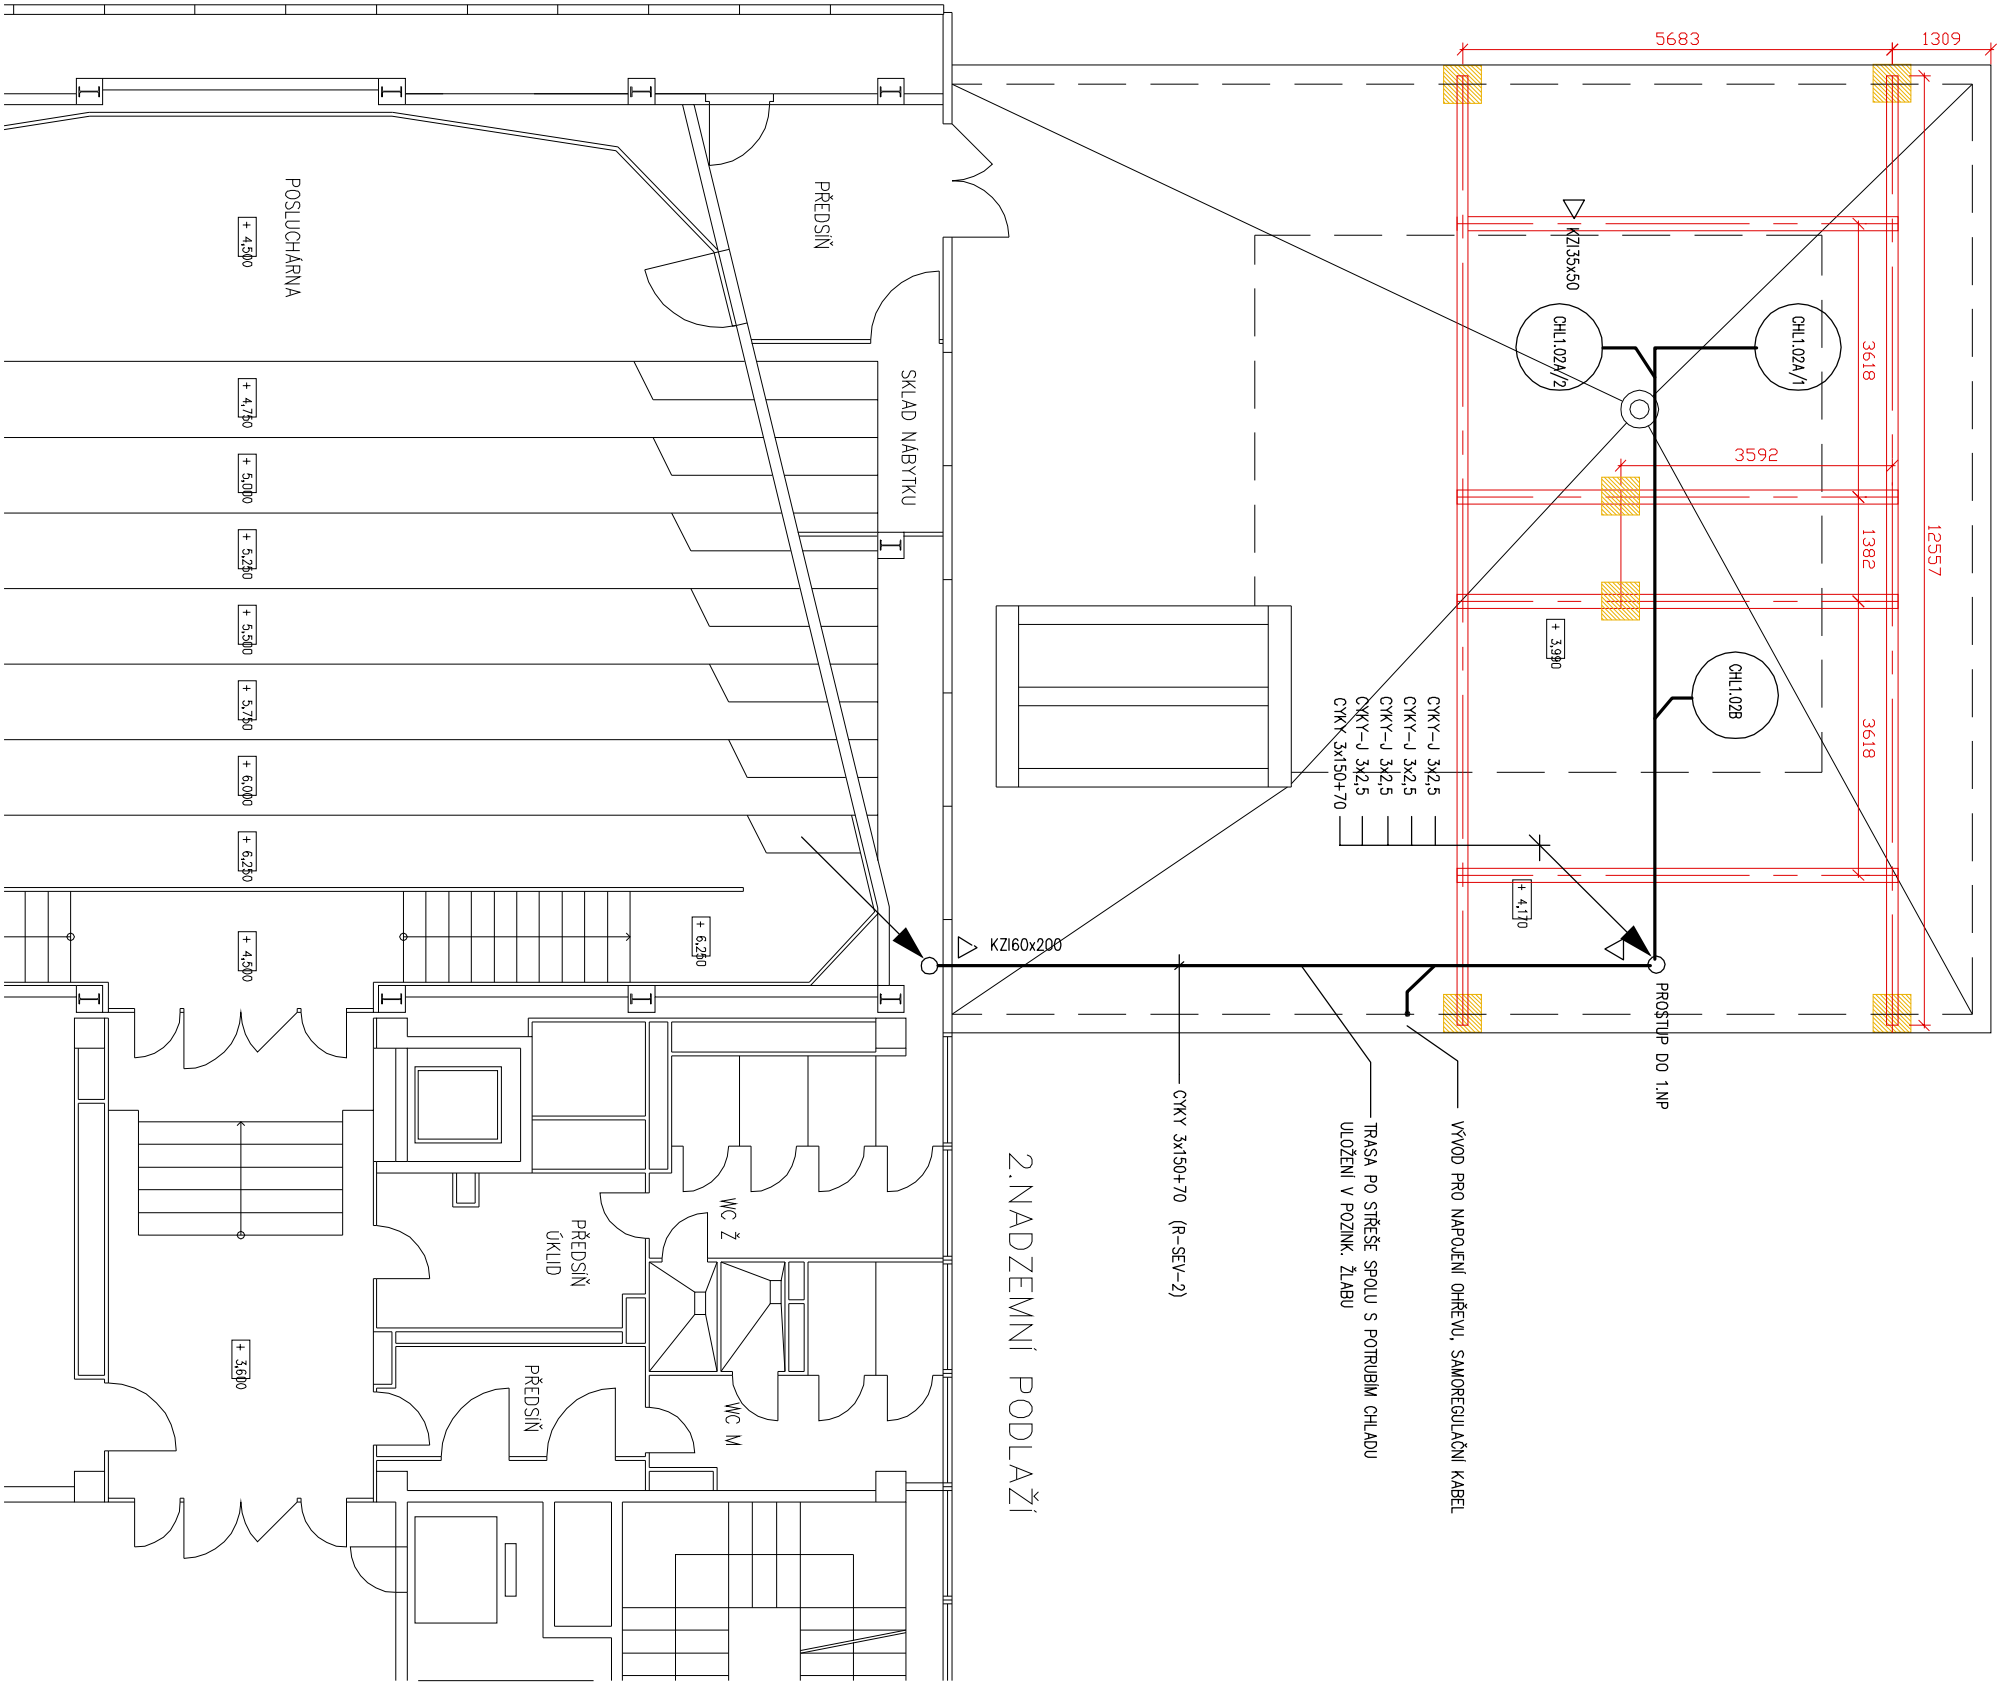 5683
1309
POSLUCHÁRNA
PŘEDSÍŇ
+ 4,500
KZI35x50
CHL1.02A/2
CHL1.02A/1
3618
SKLAD NÁBYTKU
+ 4,750
+ 5,000
+ 5,250
+ 5,500
+ 5,750
+ 6,000
+ 6,250
3592
1382
12557
+ 3,990
CHL1.02B
3618
CYKY-J 3x2,5
CYKY-J 3x2,5
CYKY-J 3x2,5
CYKY-J 3x2,5
CYKY 3x150+70
+ 4,170
+ 4,500
+ 6,250
KZI60x200
PROSTUP DO 1.NP
VÝVOD PRO NAPOJENÍ OHŘEVU, SAMOREGULAČNÍ KABEL
TRASA PO STŘEŠE SPOLU S POTRUBÍM CHLADU
ULOŽENÍ V POZINK. ŽLABU
CYKY 3x150+70 (R-SEV-2)
2.NADZEMNÍ PODLAŽÍ
WC Ž
PŘEDSÍŇ
ÚKLID
+ 3,600
PŘEDSÍŇ
WC M